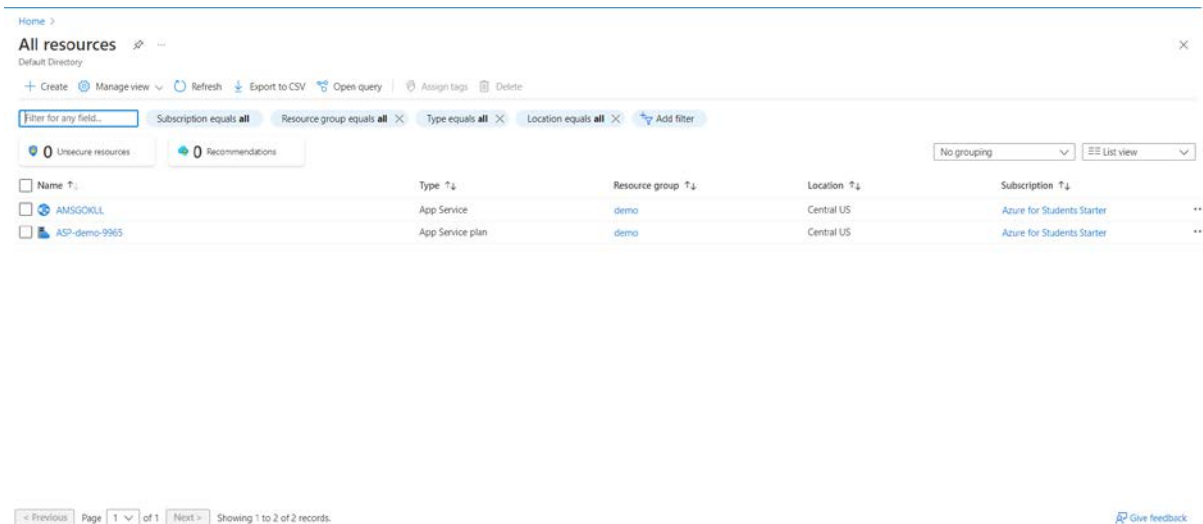 Home >
All resources ...
Default Directory
+ Create Manage view Refresh Export to CSV Open query Assign tags Delete
Filter for any field... Subscription equals all Resource group equals all × Type equals all × Location equals all × Add filter
0 Unsecure resources 0 Recommendations No grouping List view
Name ↑↓ Type ↑↓ Resource group ↑↓ Location ↑↓ Subscription ↑↓
AMSGOKLL App Service demo Central US Azure for Students Starter
ASP-demo-9965 App Service plan demo Central US Azure for Students Starter
< Previous Page 1 of 1 Next > Showing 1 to 2 of 2 records. Give feedback